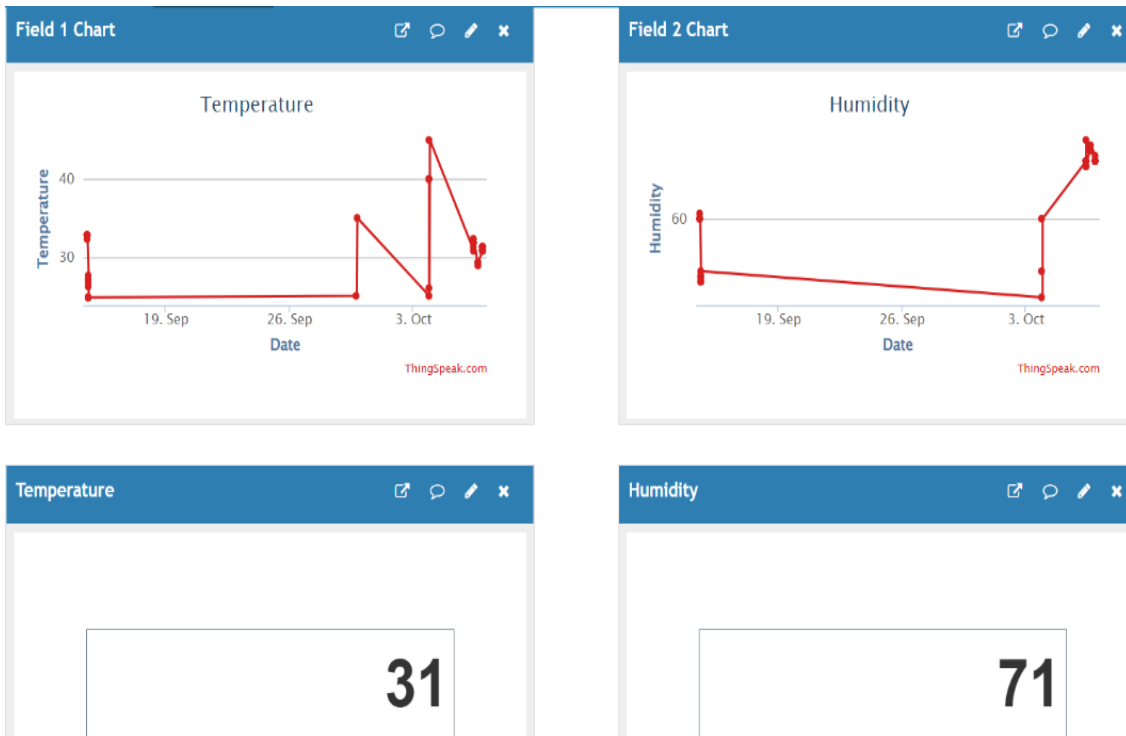 Field 1 Chart
Temperature
Temperature
40
30
19. Sep
26. Sep
3. Oct
Date
ThingSpeak.com
Field 2 Chart
Humidity
Humidity
60
19. Sep
26. Sep
3. Oct
Date
ThingSpeak.com
Temperature
31
Humidity
71